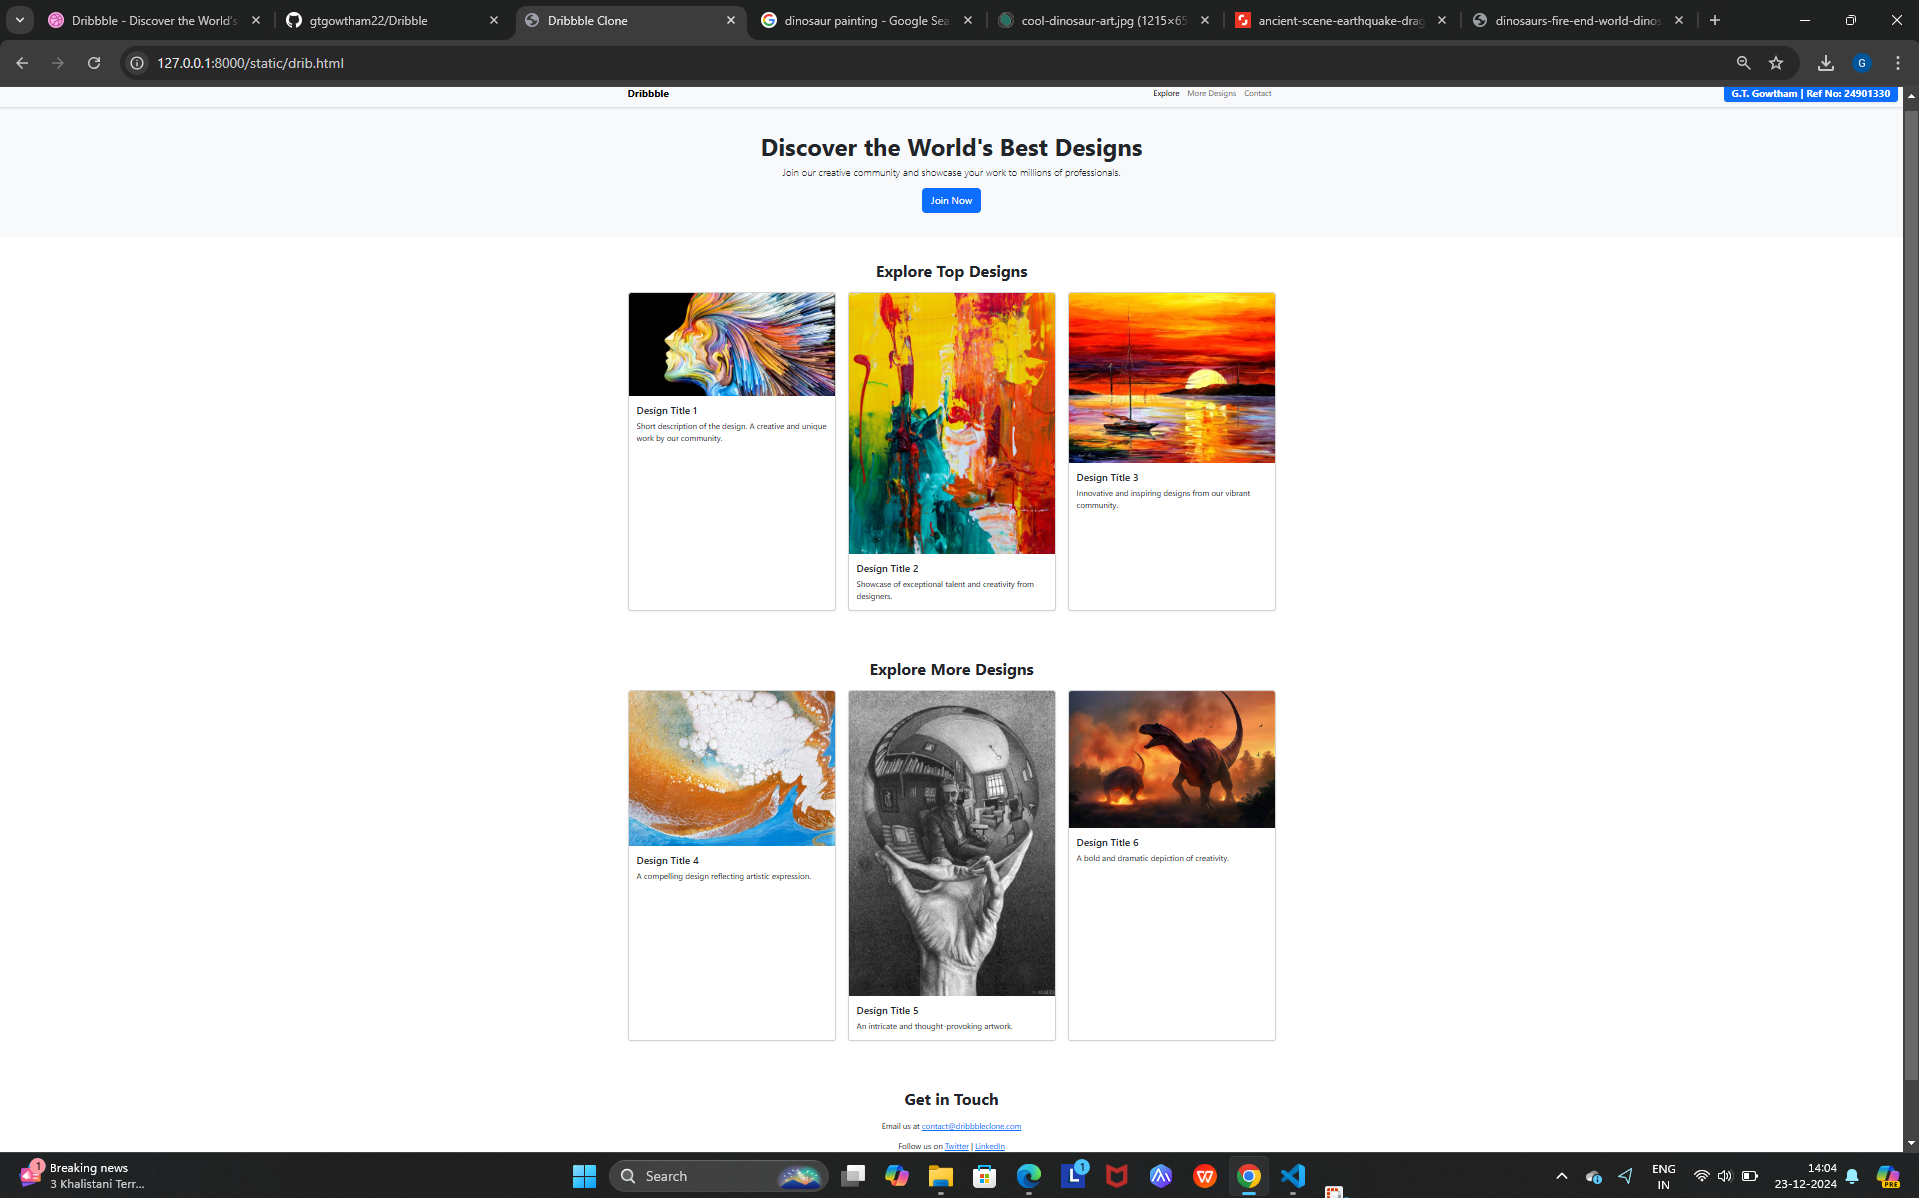 Dribbble - Discover the World's
gtgowtham22/Dribble
Dribbble Clone
dinosaur painting - Google Sea
cool-dinosaur-art.jpg (1215×65
ancient-scene-earthquake-drag
dinosaurs-fire-end-world-dinos
127.0.0.1:8000/static/drib.html
G
Dribbble
Explore More Designs Contact
G.T. Gowtham | Ref No: 24901330
Discover the World's Best Designs
Join our creative community and showcase your work to millions of professionals.
Join Now
Explore Top Designs
Design Title 1
Short description of the design. A creative and unique
work by our community.
Design Title 2
Showcase of exceptional talent and creativity from
designers.
Design Title 3
Innovative and inspiring designs from our vibrant
community.
Explore More Designs
Design Title 4
A compelling design reflecting artistic expression.
Design Title 5
An intricate and thought-provoking artwork.
Design Title 6
A bold and dramatic depiction of creativity.
Get in Touch
Email us at contact@dribbbleclone.com
Follow us on Twitter | LinkedIn
1
Breaking news
3 Khalistani Terr...
Search
L
1
W
ENG
IN
14:04
23-12-2024
PRE